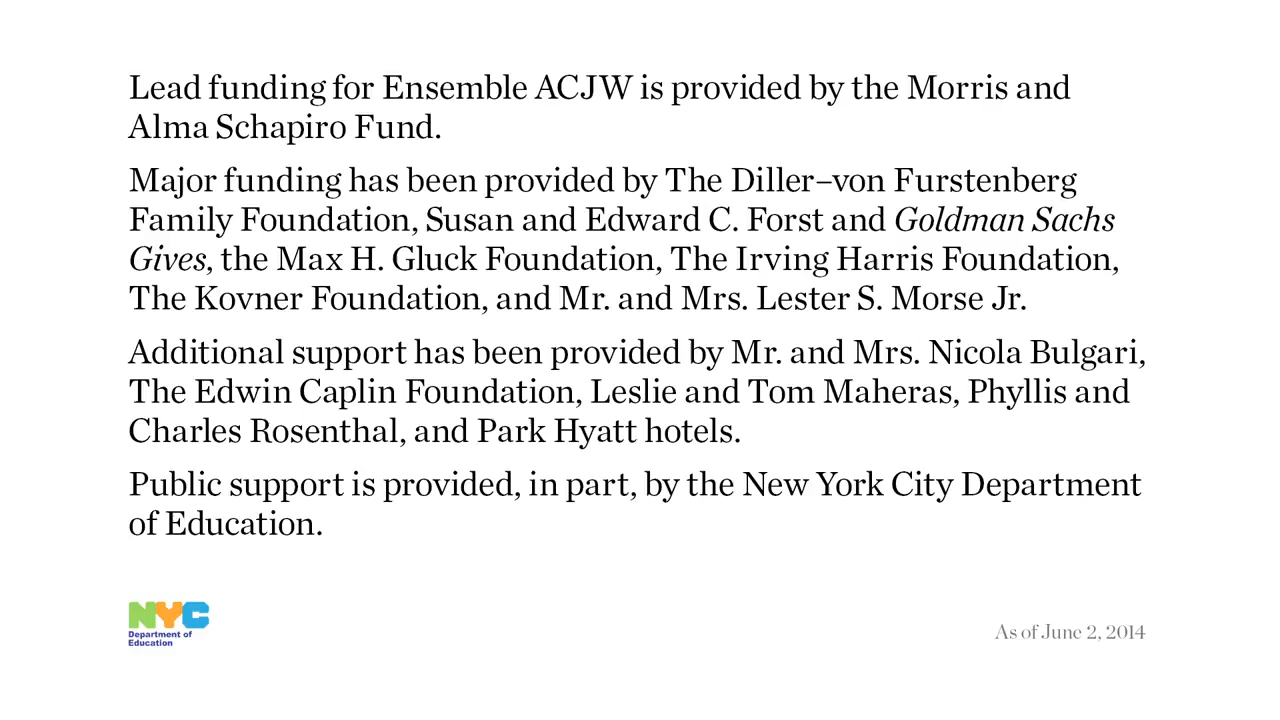 Lead funding for Ensemble ACJW is provided by the Morris and
Alma Schapiro Fund.
Major funding has been provided by The Diller–von Furstenberg
Family Foundation, Susan and Edward C. Forst and Goldman Sachs
Gives, the Max H. Gluck Foundation, The Irving Harris Foundation,
The Kovner Foundation, and Mr. and Mrs. Lester S. Morse Jr.
Additional support has been provided by Mr. and Mrs. Nicola Bulgari,
The Edwin Caplin Foundation, Leslie and Tom Maheras, Phyllis and
Charles Rosenthal, and Park Hyatt hotels.
Public support is provided, in part, by the New York City Department
of Education.
NYC
Department of
Education
As of June 2, 2014